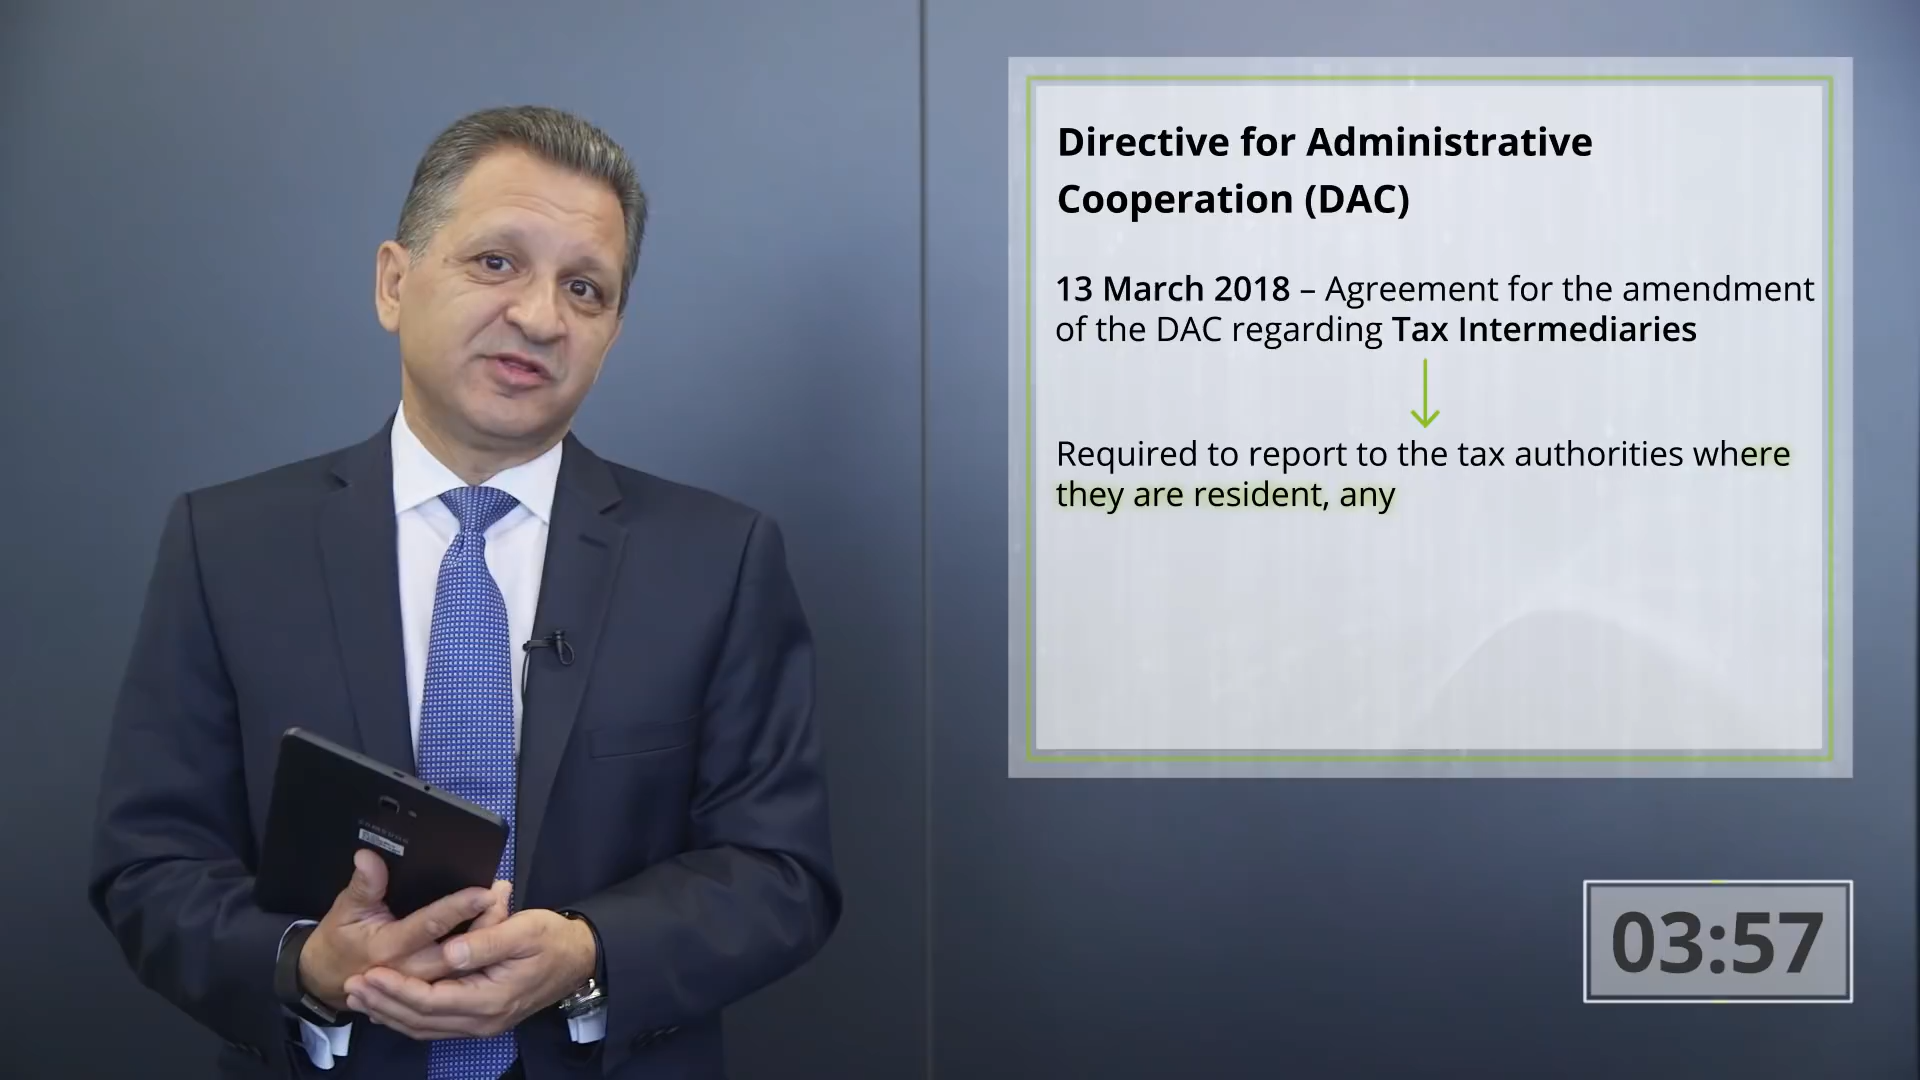 Directive for Administrative
Cooperation (DAC)
13 March 2018 – Agreement for the amendment
of the DAC regarding Tax Intermediaries
Required to report to the tax authorities where
they are resident, any
SAMSUNG
03:57